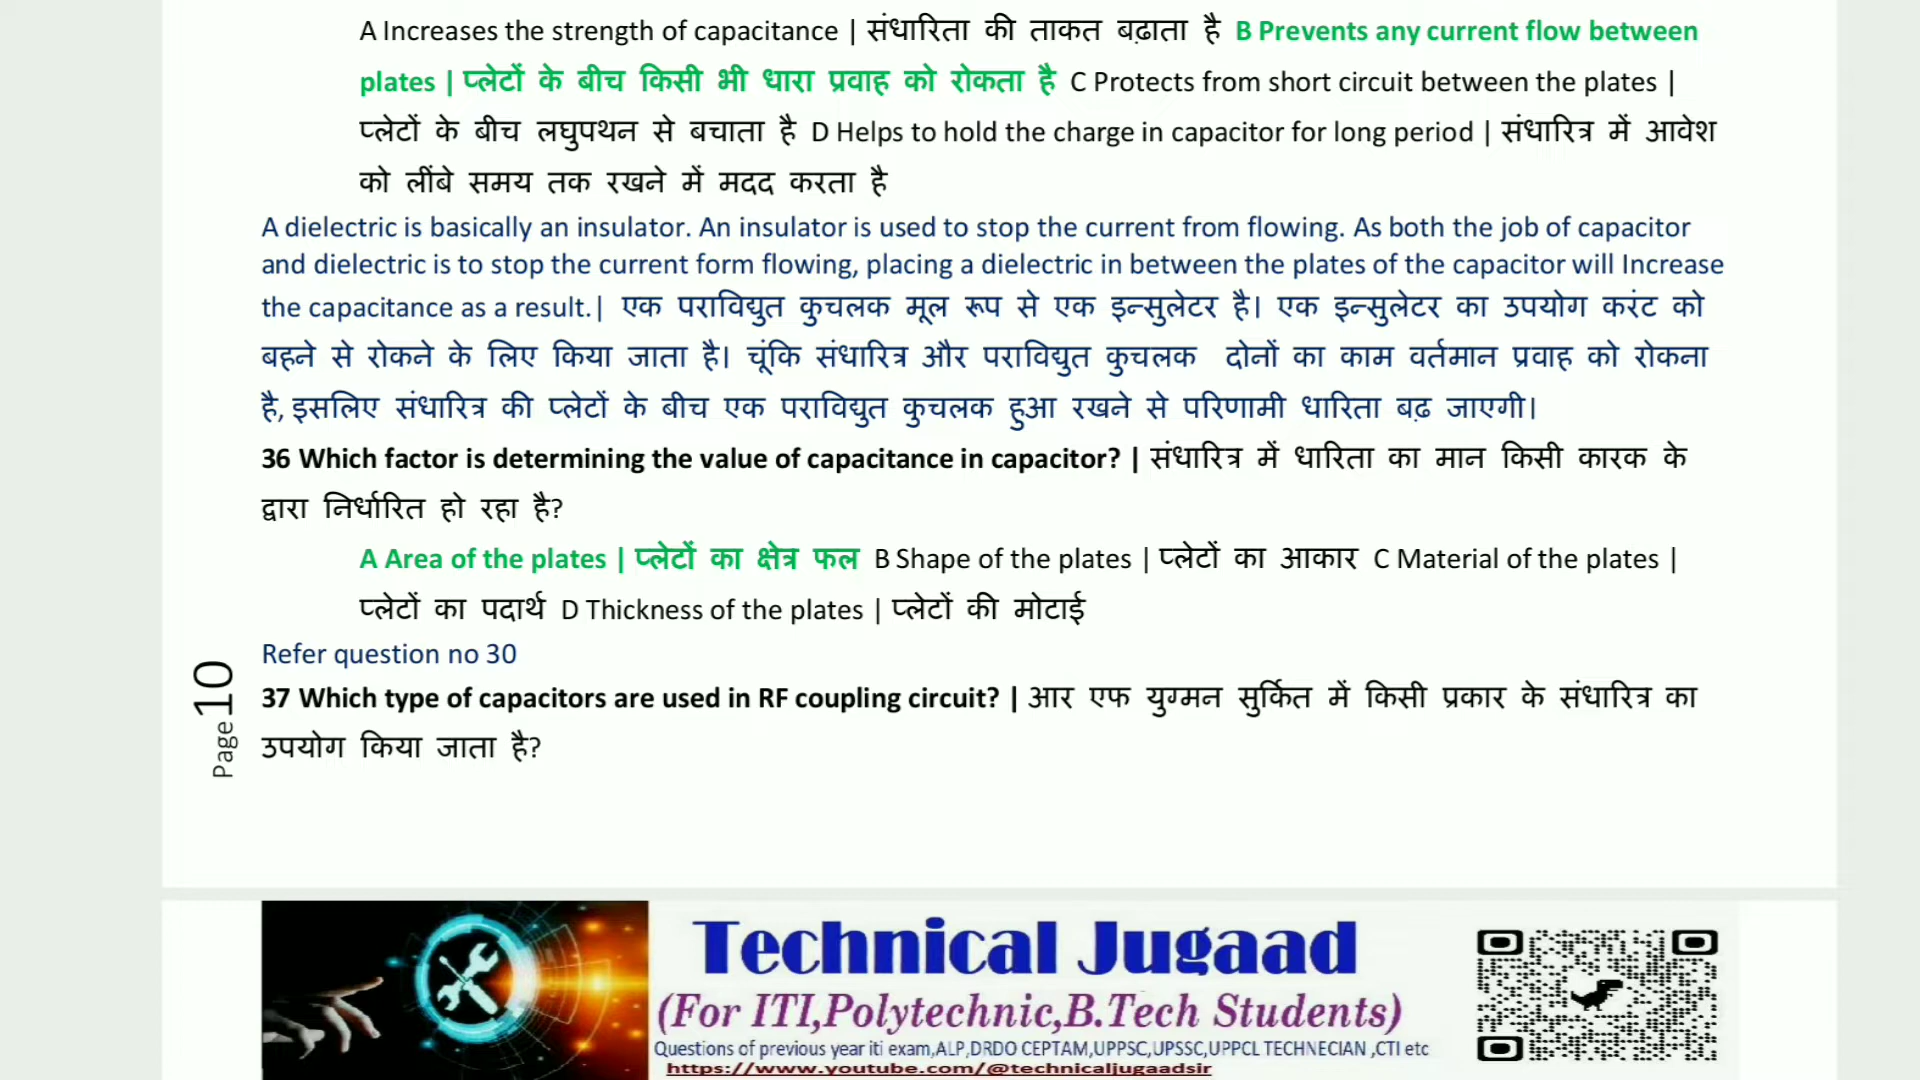 A Increases the strength of capacitance | संधारिता की ताकत बढ़ाता है B Prevents any current flow between
plates | प्लेटों के बीच किसी भी धारा प्रवाह को रोकता है C Protects from short circuit between the plates |
प्लेटों के बीच लघुपथन से बचाता है D Helps to hold the charge in capacitor for long period | संधारित्र में आवेश
को लींबे समय तक रखने में मदद करता है
A dielectric is basically an insulator. An insulator is used to stop the current from flowing. As both the job of capacitor
and dielectric is to stop the current form flowing, placing a dielectric in between the plates of the capacitor will Increase
the capacitance as a result.| एक पराविद्युत कुचलक मूल रूप से एक इन्सुलेटर है। एक इन्सुलेटर का उपयोग करंट को
बहने से रोकने के लिए किया जाता है। चूंकि संधारित्र और पराविद्युत कुचलक दोनों का काम वर्तमान प्रवाह को रोकना
है, इसलिए संधारित्र की प्लेटों के बीच एक पराविद्युत कुचलक हुआ रखने से परिणामी धारिता बढ़ जाएगी।
36 Which factor is determining the value of capacitance in capacitor? | संधारित्र में धारिता का मान किसी कारक के
द्वारा निर्धारित हो रहा है?
A Area of the plates | प्लेटों का क्षेत्र फल B Shape of the plates | प्लेटों का आकार C Material of the plates |
प्लेटों का पदार्थ D Thickness of the plates | प्लेटों की मोटाई
Refer question no 30
37 Which type of capacitors are used in RF coupling circuit? | आर एफ युग्मन सुर्कित में किसी प्रकार के संधारित्र का
उपयोग किया जाता है?
Page 10
Technical Jugaad
(For ITI,Polytechnic,B.Tech Students)
Questions of previous year iti exam,ALP,DRDO CEPTAM,UPPSC,UPSSC,UPPCL TECHNECIAN ,CTI etc
https://www.youtube.com/@technicaljugaadsir